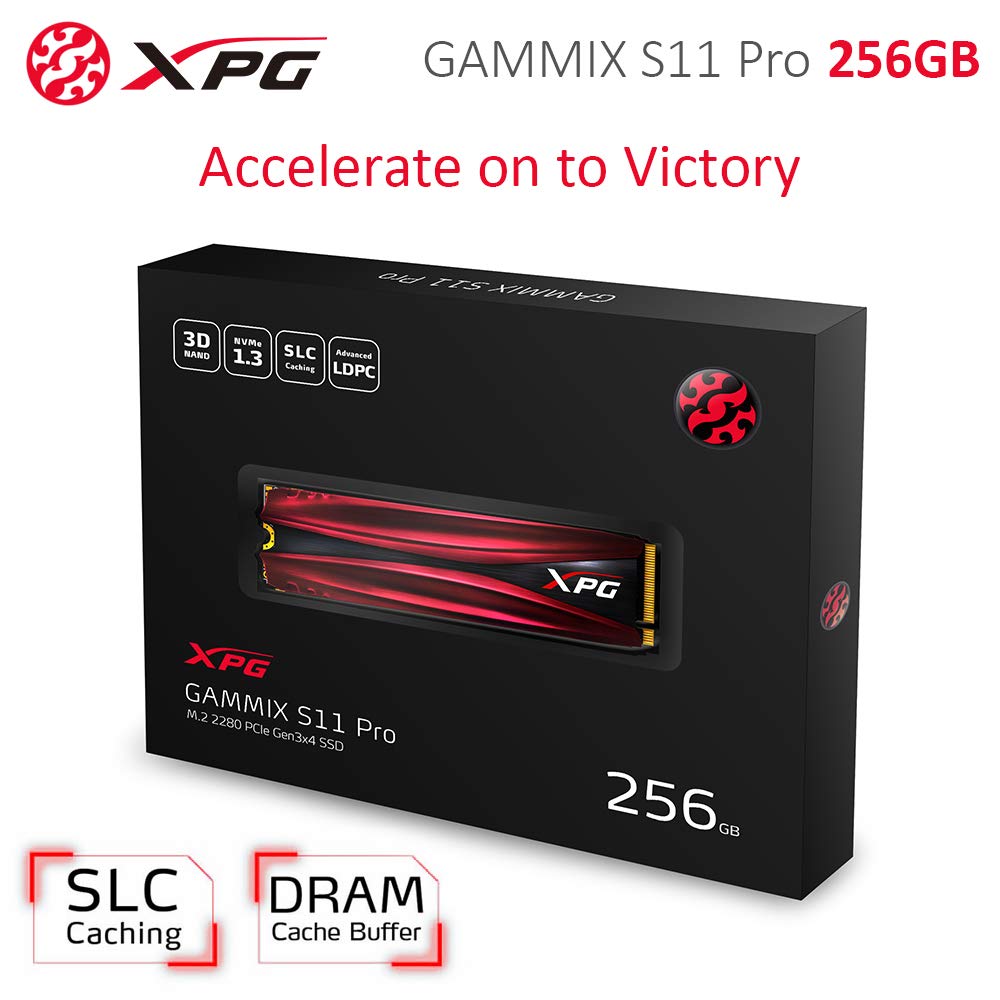 XPG
GAMMIX S11 Pro 256GB
Accelerate on to Victory
GAMMIX S11 Pro
3D
NAND
NVMe
1.3
SLC
Caching
Advanced
LDPC
XPG
XPG
GAMMIX S11 Pro
M.2 2280 PCIe Gen3x4 SSD
256GB
SLC
Caching
DRAM
Cache Buffer